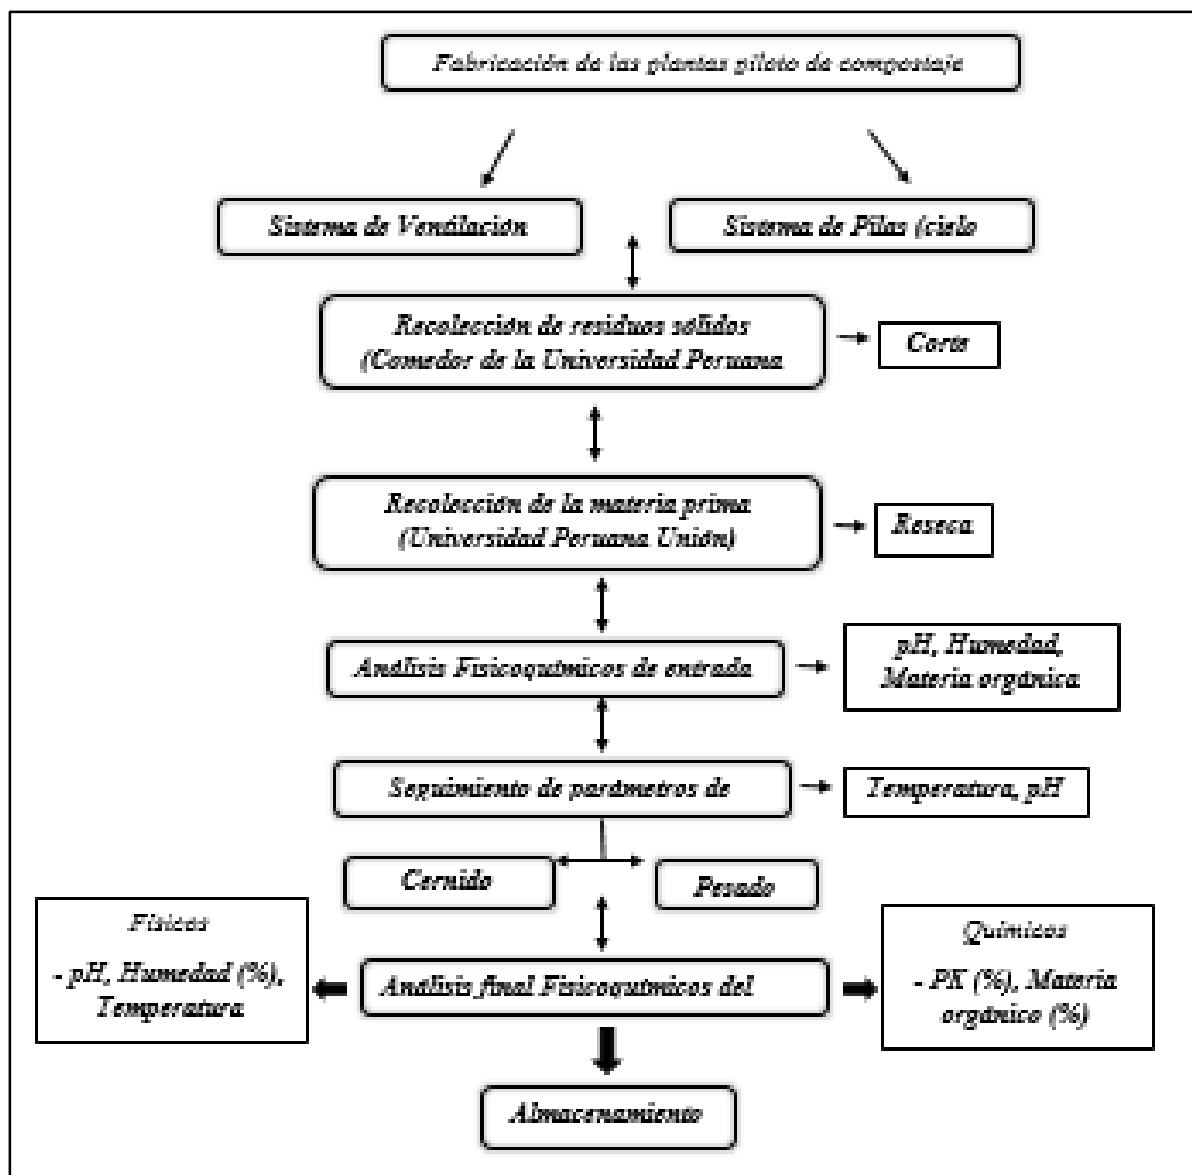 Fabricación de las plantas piloto de compostaje
Sistema de Ventilación
Sistema de Pilas (cielo
Recolección de residuos sólidos
(Comedor de la Universidad Peruana
Corte
Recolección de la materia prima
(Universidad Peruana Unión)
Reseca
Análisis Fisicoquímicos de entrada
pH, Humedad,
Materia orgánica
Seguimiento de parámetros de
Temperatura, pH
Cernido
Pesado
Físicos
- pH, Humedad (%),
Temperatura
Análisis final Fisicoquímicos del
Químicos
- PK (%), Materia
orgánico (%)
Almacenamiento